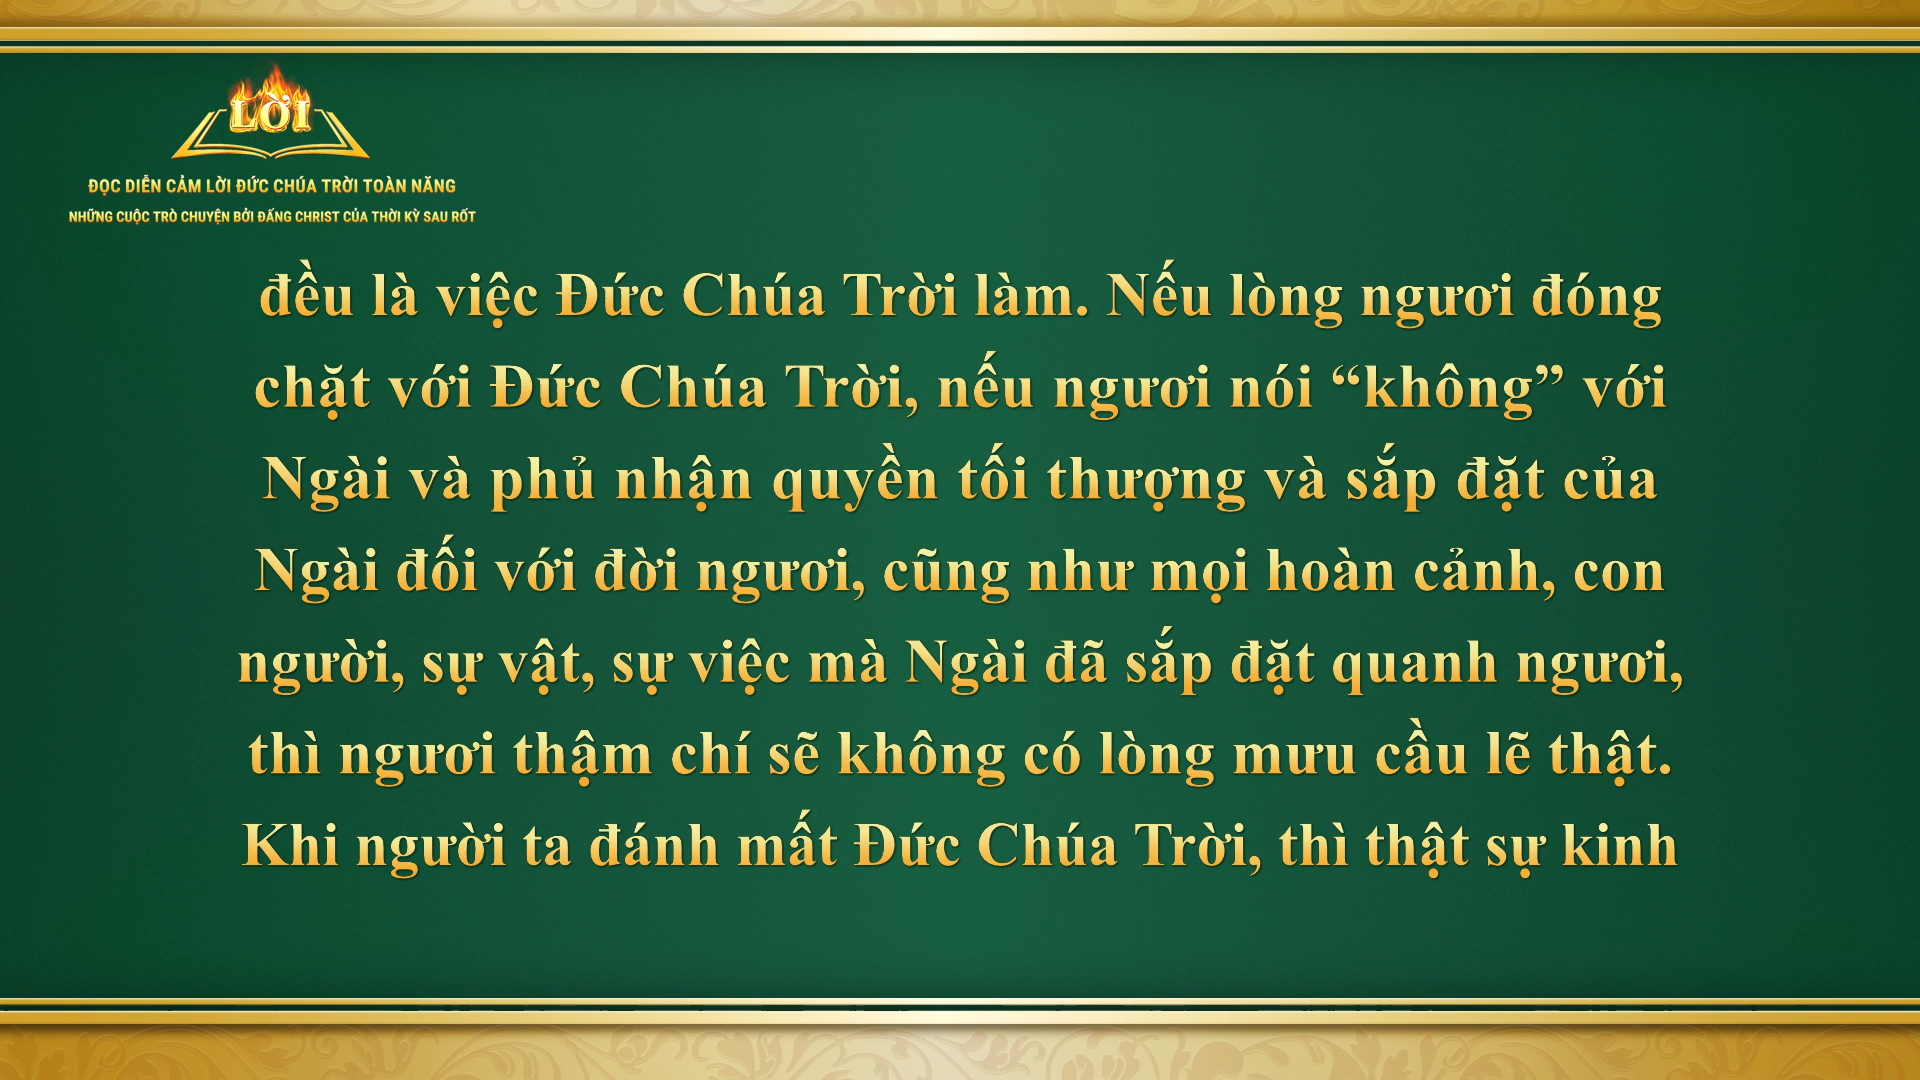 LỜI
ĐỌC DIỄN CẢM LỜI ĐỨC CHÚA TRỜI TOÀN NĂNG
NHỮNG CUỘC TRÒ CHUYỆN BỞI ĐẤNG CHRIST CỦA THỜI KỲ SAU RỐT
đều là việc Đức Chúa Trời làm. Nếu lòng ngươi đóng
chặt với Đức Chúa Trời, nếu ngươi nói “không” với
Ngài và phủ nhận quyền tối thượng và sắp đặt của
Ngài đối với đời ngươi, cũng như mọi hoàn cảnh, con
người, sự vật, sự việc mà Ngài đã sắp đặt quanh ngươi,
thì ngươi thậm chí sẽ không có lòng mưu cầu lẽ thật.
Khi người ta đánh mất Đức Chúa Trời, thì thật sự kinh